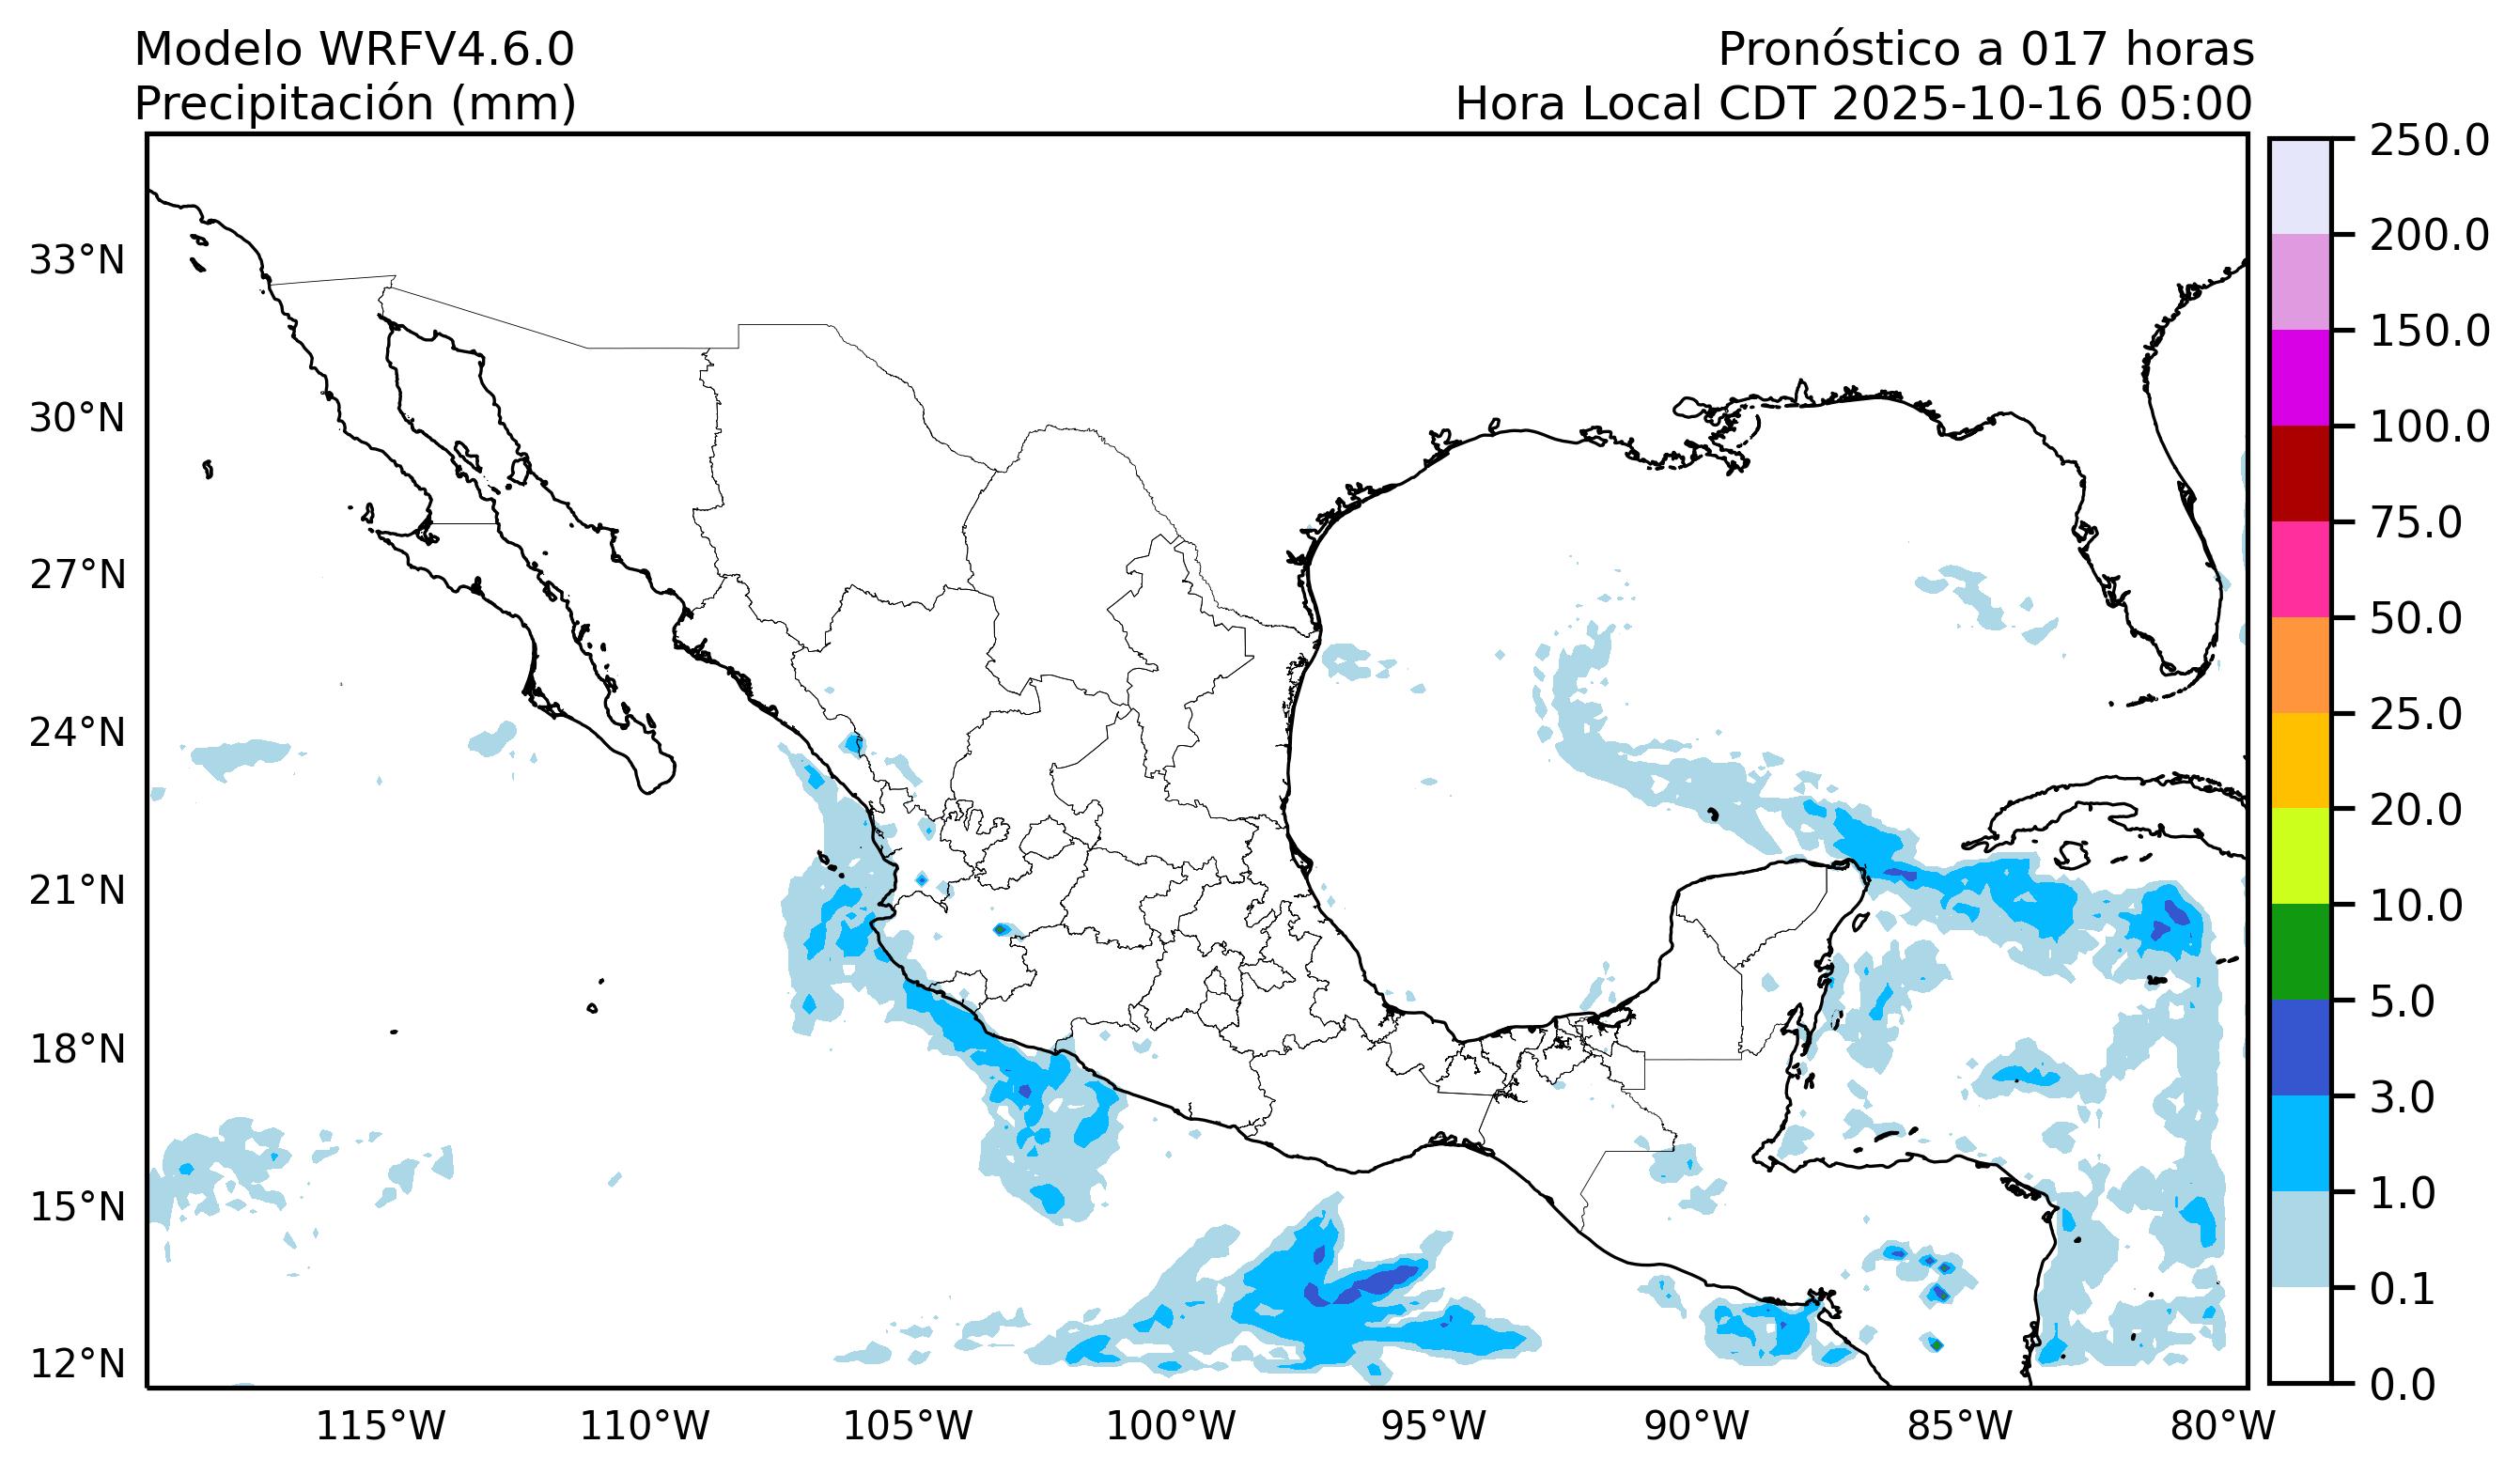 Modelo WRFV4.6.0
Precipitación (mm)
Pronóstico a 017 horas
Hora Local CDT 2025-10-16 05:00
33°N
30°N
27°N
24°N
21°N
18°N
15°N
12°N
115°W
110°W
105°W
100°W
95°W
90°W
85°W
80°W
250.0
200.0
150.0
100.0
75.0
50.0
25.0
20.0
10.0
5.0
3.0
1.0
0.1
0.0